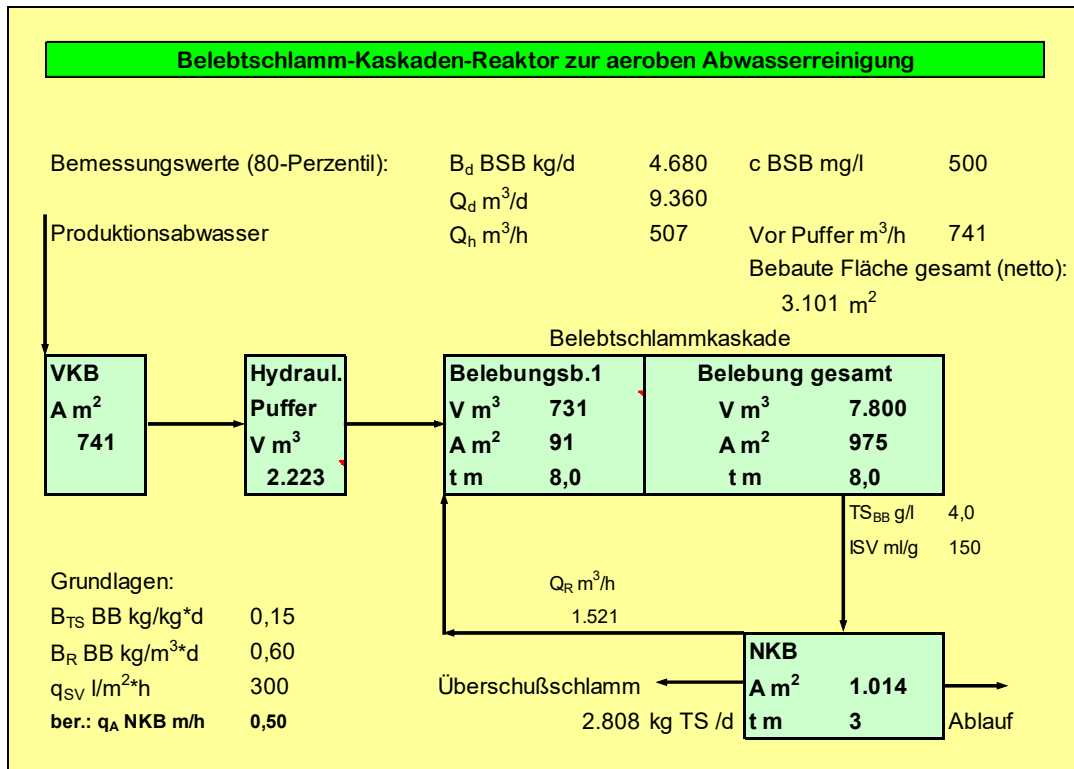 Belebtschlamm-Kaskaden-Reaktor zur aeroben Abwasserreinigung
Bemessungswerte (80-Perzentil): B_d BSB kg/d 4.680 c BSB mg/l 500
Q_d m³/d 9.360
Produktionsabwasser Q_h m³/h 507 Vor Puffer m³/h 741
Bebaute Fläche gesamt (netto):
3.101 m²
Belebtschlammkaskade
VKB
A m²
741
Hydraul.
Puffer
V m³
2.223
Belebungsb.1
V m³ 731
A m² 91
t m 8,0
Belebung gesamt
V m³ 7.800
A m² 975
t m 8,0
TS_BB g/l 4,0
ISV ml/g 150
Q_R m³/h
1.521
Grundlagen:
B_TS BB kg/kg*d 0,15
B_R BB kg/m³*d 0,60
q_SV l/m²*h 300
ber.: q_A NKB m/h 0,50
Überschußschlamm
2.808 kg TS /d
NKB
A m² 1.014
t m 3
Ablauf